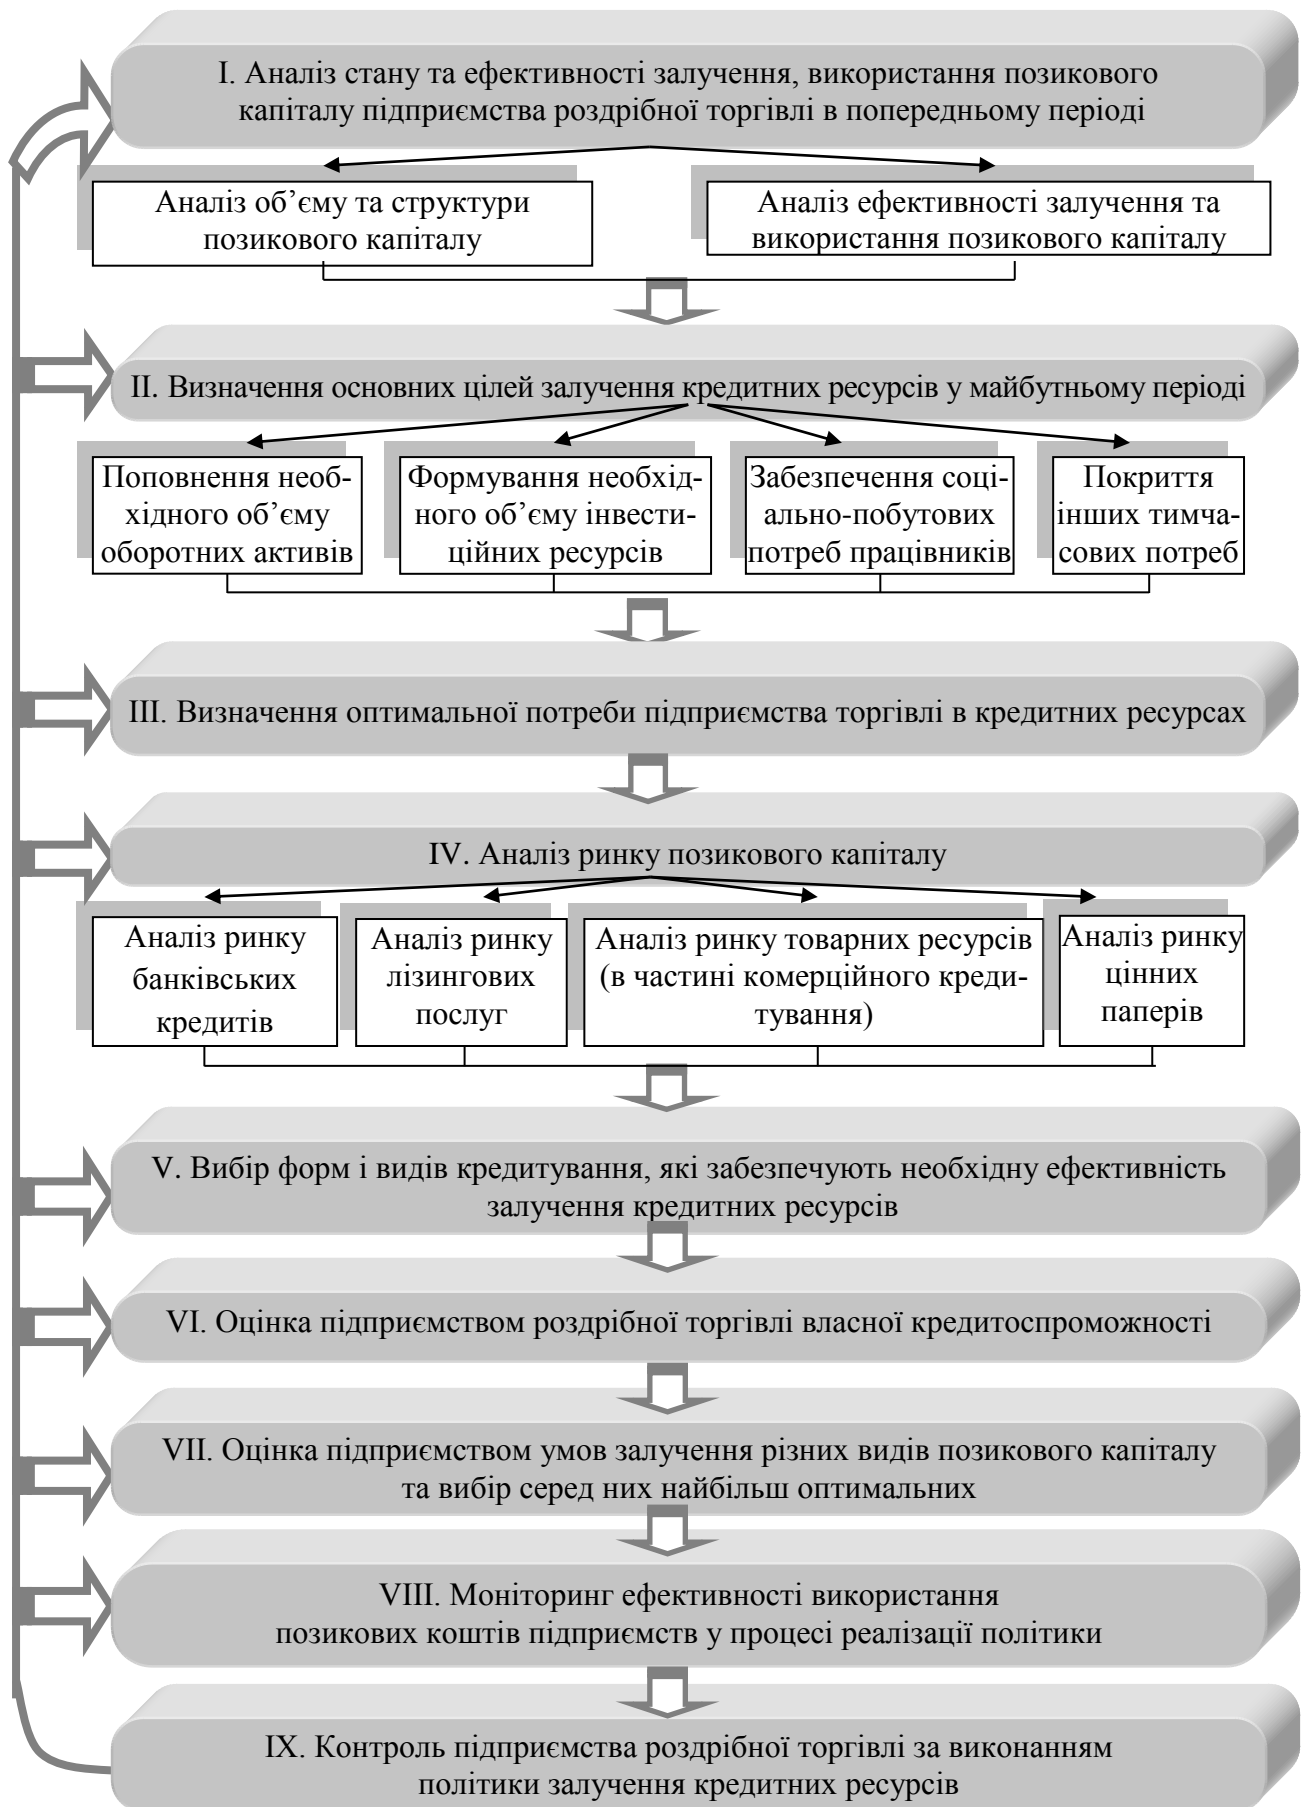 I. Аналіз стану та ефективності залучення, використання позикового
капіталу підприємства роздрібної торгівлі в попередньому періоді
Аналіз об’єму та структури
позикового капіталу
Аналіз ефективності залучення та
використання позикового капіталу
II. Визначення основних цілей залучення кредитних ресурсів у майбутньому періоді
Поповнення необ-
хідного об’єму
оборотних активів
Формування необхід-
ного об’єму інвести-
ційних ресурсів
Забезпечення соці-
ально-побутових
потреб працівників
Покриття
інших тимча-
сових потреб
III. Визначення оптимальної потреби підприємства торгівлі в кредитних ресурсах
IV. Аналіз ринку позикового капіталу
Аналіз ринку
банківських
кредитів
Аналіз ринку
лізингових
послуг
Аналіз ринку товарних ресурсів
(в частині комерційного креди-
тування)
Аналіз ринку
цінних
паперів
V. Вибір форм і видів кредитування, які забезпечують необхідну ефективність
залучення кредитних ресурсів
VI. Оцінка підприємством роздрібної торгівлі власної кредитоспроможності
VII. Оцінка підприємством умов залучення різних видів позикового капіталу
та вибір серед них найбільш оптимальних
VIII. Моніторинг ефективності використання
позикових коштів підприємств у процесі реалізації політики
IX. Контроль підприємства роздрібної торгівлі за виконанням
політики залучення кредитних ресурсів